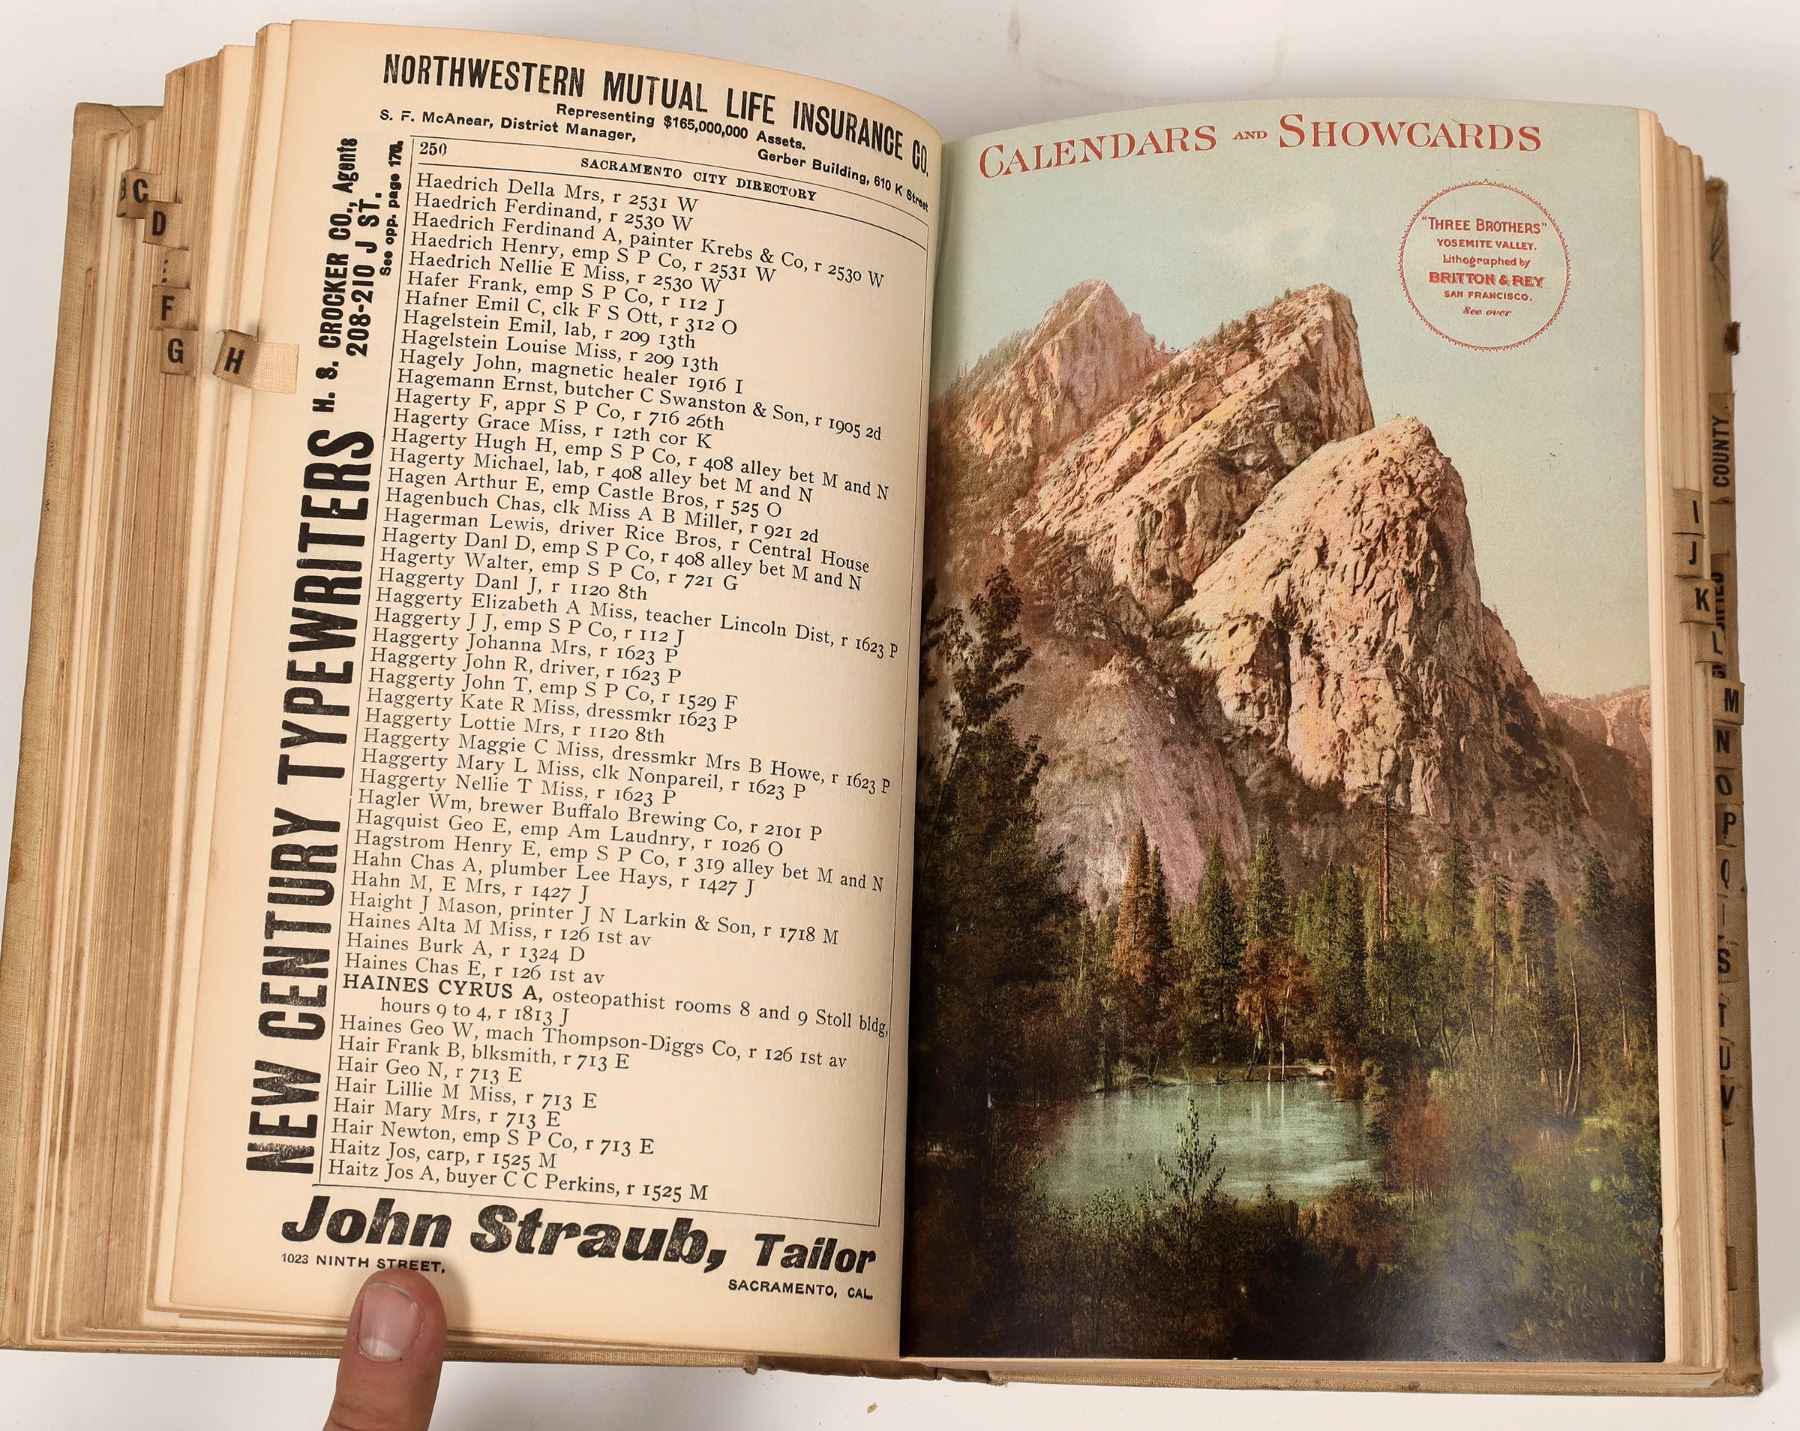 NORTHWESTERN MUTUAL LIFE INSURANCE CO.
Representing $165,000,000 Assets.
S. F. McAnear, District Manager,
Gerber Building, 610 K Street
250
SACRAMENTO CITY DIRECTORY
Haedrich Della Mrs, r 2531 W
Haedrich Ferdinand, r 2530 W
Haedrich Ferdinand A, painter Krebs & Co, r 2530 W
Haedrich Henry, emp S P Co, r 2531 W
Haedrich Nellie E Miss, r 2530 W
Hafer Frank, emp S P Co, r 112 J
Hafner Emil C, clk F S Ott, r 312 O
Hagelstein Emil, lab, r 209 13th
Hagelstein Louise Miss, r 209 13th
Hagely John, magnetic healer 1916 I
Hagemann Ernst, butcher C Swanston & Son, r 1905 2d
Hagerty F, appr S P Co, r 716 26th
Hagerty Grace Miss, r 12th cor K
Hagerty Hugh H, emp S P Co, r 408 alley bet M and N
Hagerty Michael, lab, r 408 alley bet M and N
Hagen Arthur E, emp Castle Bros, r 525 O
Hagenbuch Chas, clk Miss A B Miller, r 921 2d
Hagerman Lewis, driver Rice Bros, r Central House
Hagerty Danl D, emp S P Co, r 408 alley bet M and N
Hagerty Walter, emp S P Co, r 721 G
Haggerty Danl J, r 1120 8th
Haggerty Elizabeth A Miss, teacher Lincoln Dist, r 1623 P
Haggerty J J, emp S P Co, r 112 J
Haggerty Johanna Mrs, r 1623 P
Haggerty John R, driver, r 1623 P
Haggerty John T, emp S P Co, r 1529 F
Haggerty Kate R Miss, dressmkr 1623 P
Haggerty Lottie Mrs, r 1120 8th
Haggerty Maggie C Miss, dressmkr Mrs B Howe, r 1623 P
Haggerty Mary L Miss, clk Nonpareil, r 1623 P
Haggerty Nellie T Miss, r 1623 P
Hagler Wm, brewer Buffalo Brewing Co, r 2101 P
Hagquist Geo E, emp Am Laudnry, r 1026 O
Hagstrom Henry E, emp S P Co, r 319 alley bet M and N
Hahn Chas A, plumber Lee Hays, r 1427 J
Hahn M, E Mrs, r 1427 J
Haight J Mason, printer J N Larkin & Son, r 1718 M
Haines Alta M Miss, r 126 1st av
Haines Burk A, r 1324 D
Haines Chas E, r 126 1st av
HAINES CYRUS A, osteopathist rooms 8 and 9 Stoll bldg,
hours 9 to 4, r 1813 J
Haines Geo W, mach Thompson-Diggs Co, r 126 1st av
Hair Frank B, blksmith, r 713 E
Hair Geo N, r 713 E
Hair Lillie M Miss, r 713 E
Hair Mary Mrs, r 713 E
Hair Newton, emp S P Co, r 713 E
Haitz Jos, carp, r 1525 M
Haitz Jos A, buyer C C Perkins, r 1525 M
John Straub, Tailor
1023 NINTH STREET,
SACRAMENTO, CAL.
NEW CENTURY TYPEWRITERS H. S. CROCKER CO., Agents
208-210 J ST.
See opp. page 176.
B
C
D
F
G
H
CALENDARS AND SHOWCARDS
"THREE BROTHERS"
YOSEMITE VALLEY.
Lithographed by
BRITTON & REY
SAN FRANCISCO.
See over
COUNTY.
I
J
K
L
M
N
O
P
Q
S
T
U
V